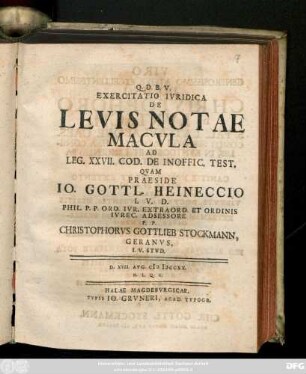 Q. D. B. V.
EXERCITATIO IVRIDICA
DE
LEVIS NOTAE
MACVLA
AD
LEG. XXVII. COD. DE INOFFIC. TEST.
QVAM
PRAESIDE
IO. GOTTL. HEINECCIO
I. V. D.
PHIL. P. P. ORD. IVR. EXTRAORD. ET ORDINIS
IVREC. ADSESSORE
P. P.
CHRISTOPHORVS GOTTLIEB STOCKMANN,
GERANVS,
I. V. STVD.
D. XIII. AVG. CIƆ IƆCCXX.
H. L. Q. C.
HALAE MAGDEBVRGICAE,
TYPIS IO. GRVNERI, ACAD. TYPOGR.